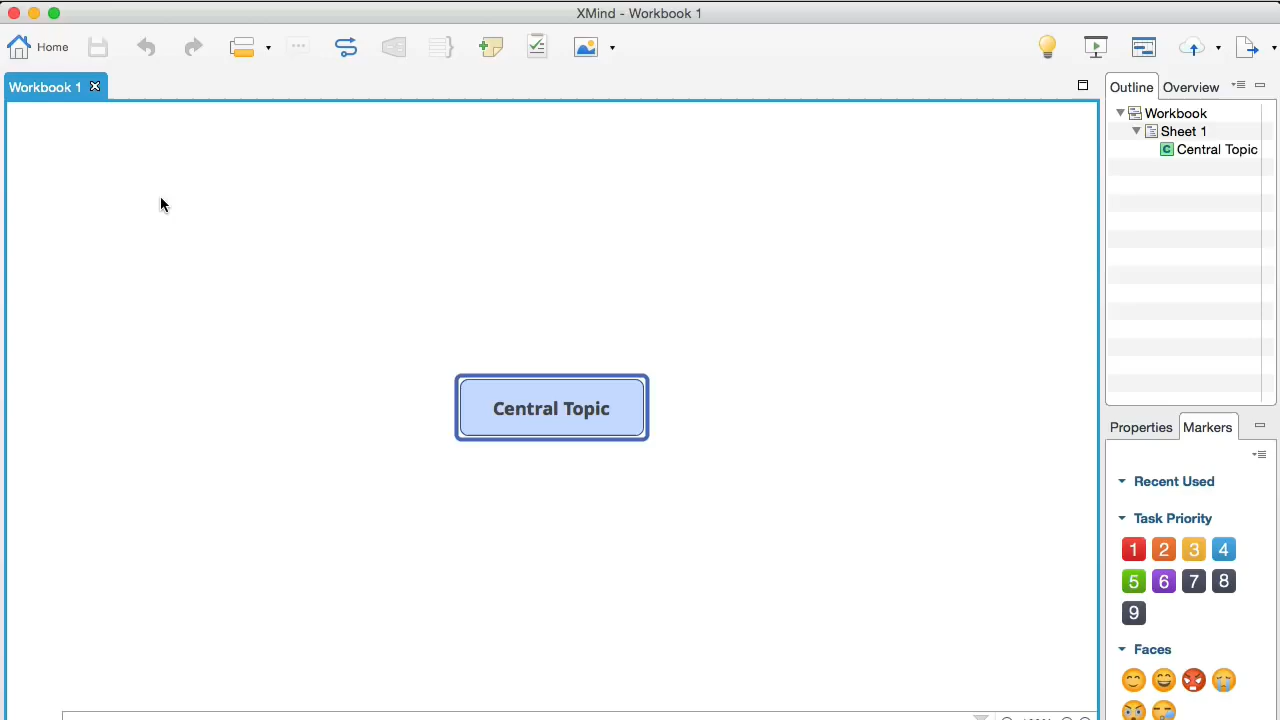 XMind - Workbook 1
Home
Workbook 1
Outline Overview
Workbook
Sheet 1
C Central Topic
Central Topic
Properties Markers
Recent Used
Task Priority
1 2 3 4
5 6 7 8
9
Faces